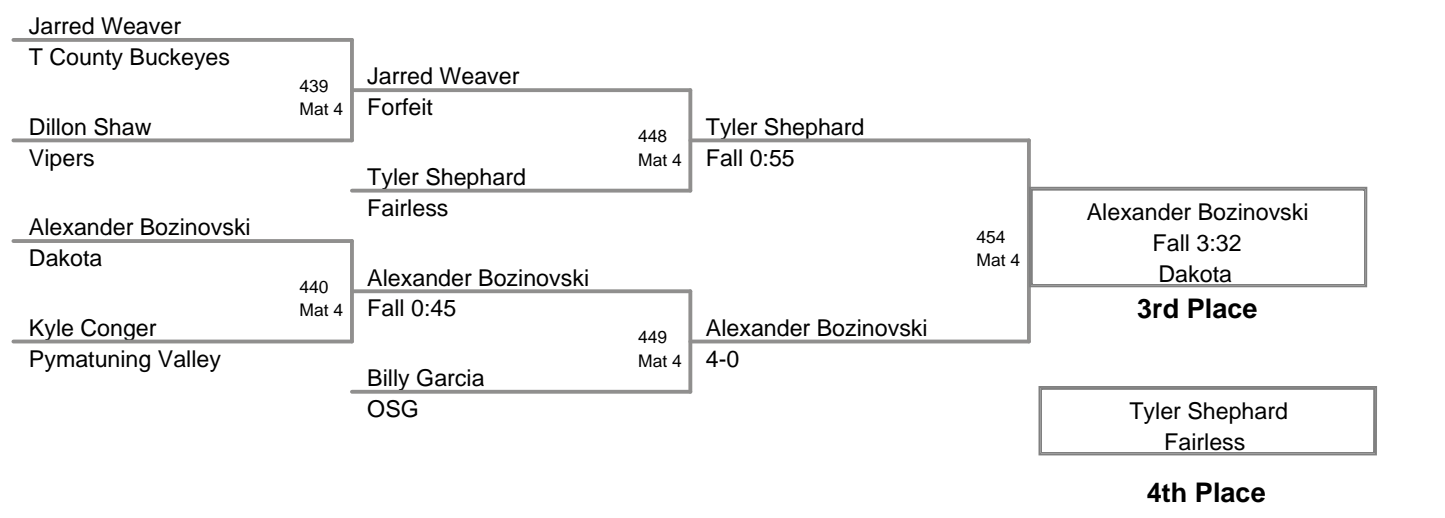 Jarred Weaver
T County Buckeyes
439
Mat 4
Dillon Shaw
Vipers
Jarred Weaver
Forfeit
448
Mat 4
Tyler Shephard
Fairless
Tyler Shephard
Fall 0:55
Alexander Bozinovski
Dakota
440
Mat 4
Kyle Conger
Pymatuning Valley
Alexander Bozinovski
Fall 0:45
449
Mat 4
Billy Garcia
OSG
Alexander Bozinovski
4-0
454
Mat 4
Alexander Bozinovski
Fall 3:32
Dakota
3rd Place
Tyler Shephard
Fairless
4th Place